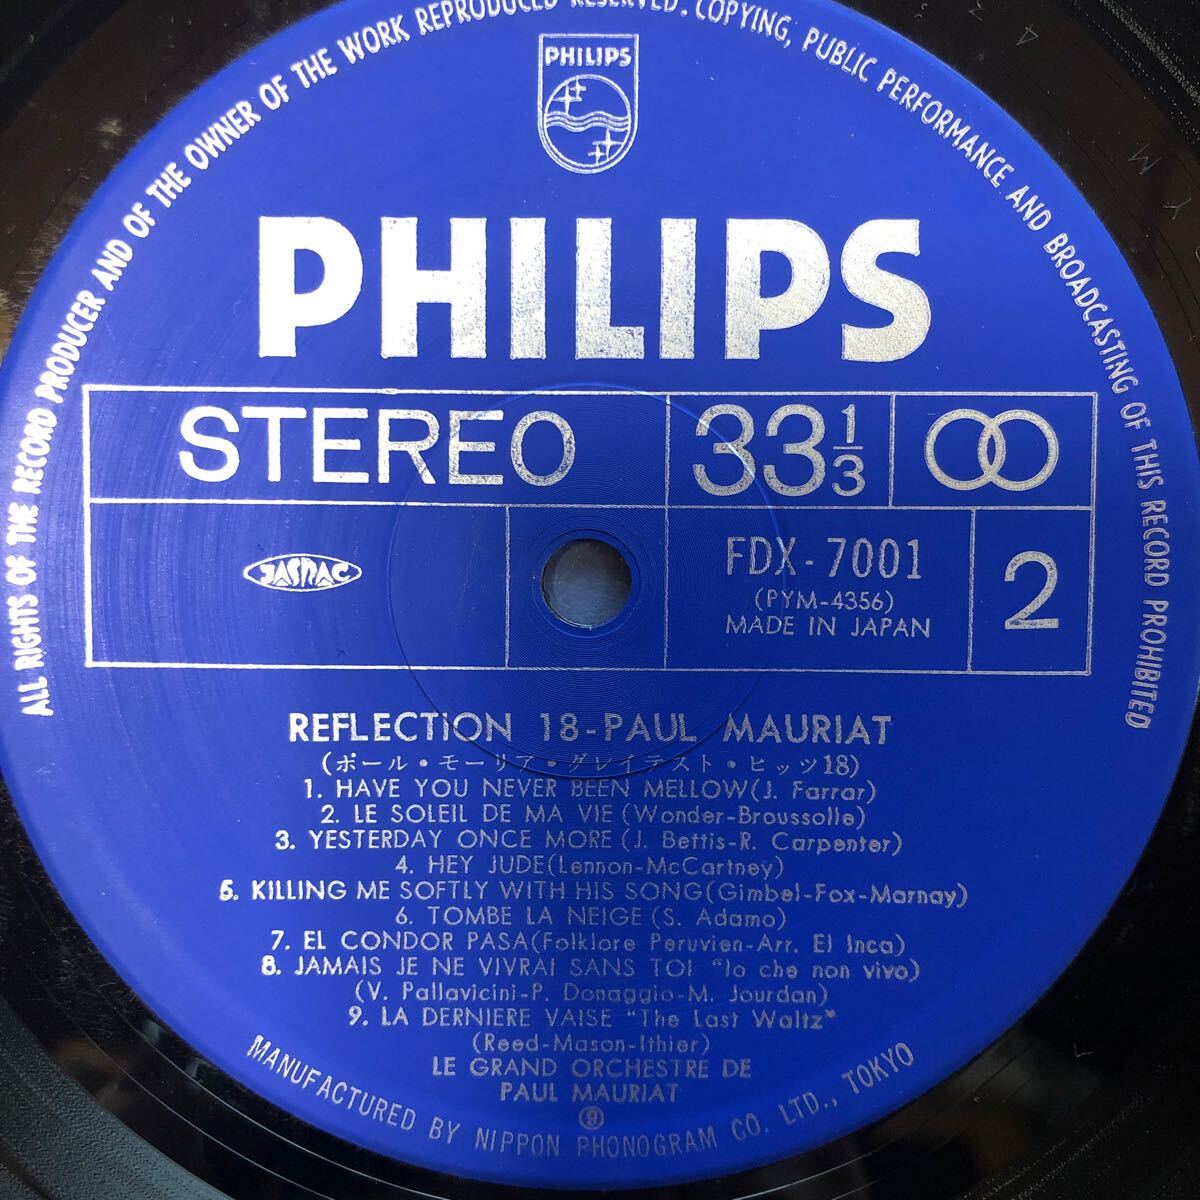 ALL RIGHTS OF THE RECORD PRODUCER AND OF THE OWNER OF THE WORK REPRODUCED RESERVED. COPYING, PUBLIC PERFORMANCE AND BROADCASTING OF THIS RECORD PROHIBITED
PHILIPS
PHILIPS
STEREO
33 1/3
JASRAC
FDX-7001
(PYM-4356)
MADE IN JAPAN
2
REFLECTION 18-PAUL MAURIAT
(ポール・モーリア・グレイテスト・ヒッツ18)
1. HAVE YOU NEVER BEEN MELLOW(J. Farrar)
2. LE SOLEIL DE MA VIE(Wonder-Broussolle)
3. YESTERDAY ONCE MORE(J. Bettis-R. Carpenter)
4. HEY JUDE(Lennon-McCartney)
5. KILLING ME SOFTLY WITH HIS SONG(Gimbel-Fox-Marnay)
6. TOMBE LA NEIGE(S. Adamo)
7. EL CONDOR PASA(Folklore Peruvien-Arr. El Inca)
8. JAMAIS JE NE VIVRAI SANS TOI "Io che non vivo)
(V. Pallavicini-P. Donaggio-M. Jourdan)
9. LA DERNIERE VAISE "The Last Waltz"
(Reed-Mason-Ithier)
LE GRAND ORCHESTRE DE
PAUL MAURIAT
MANUFACTURED BY NIPPON PHONOGRAM CO. LTD., TOKYO